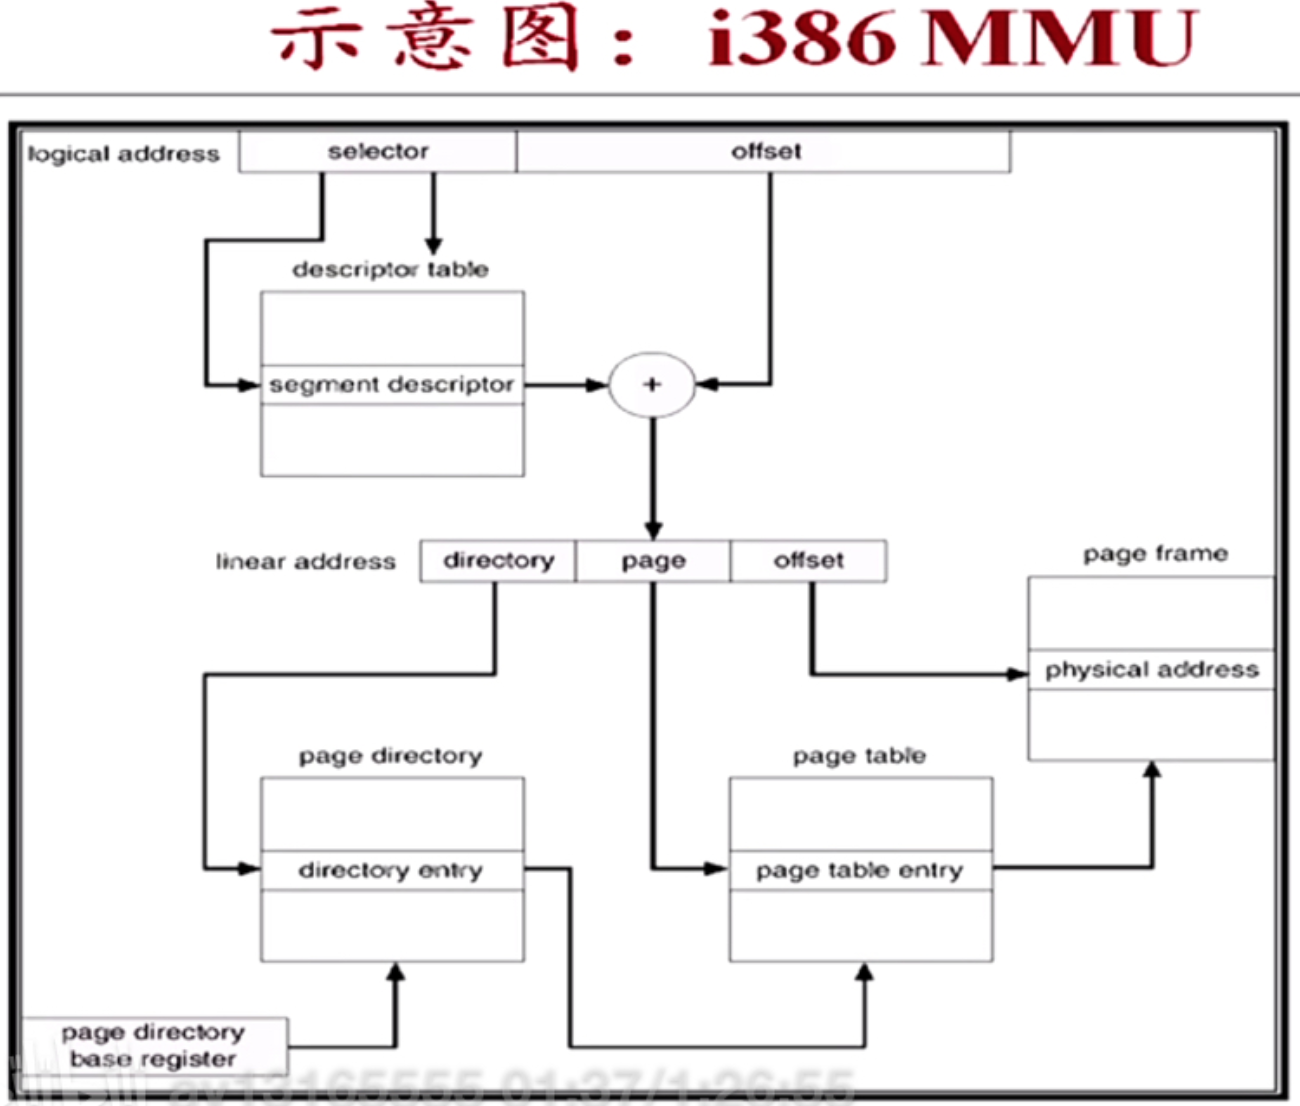 示意图：i386 MMU
logical address
selector
offset
descriptor table
segment descriptor
+
linear address
directory
page
offset
page frame
physical address
page directory
page table
directory entry
page table entry
page directory
base register
av13165555 01:37/1:26:55